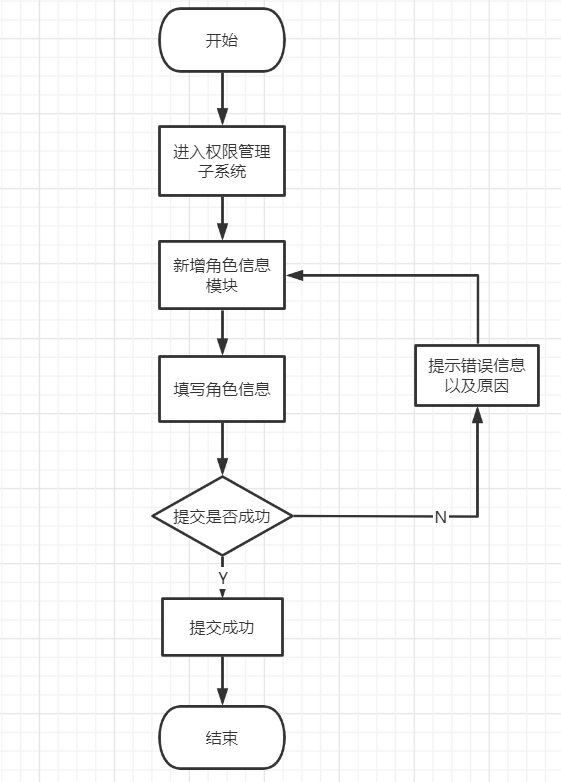 开始
进入权限管理
子系统
新增角色信息
模块
填写角色信息
提示错误信息
以及原因
提交是否成功
N
Y
提交成功
结束